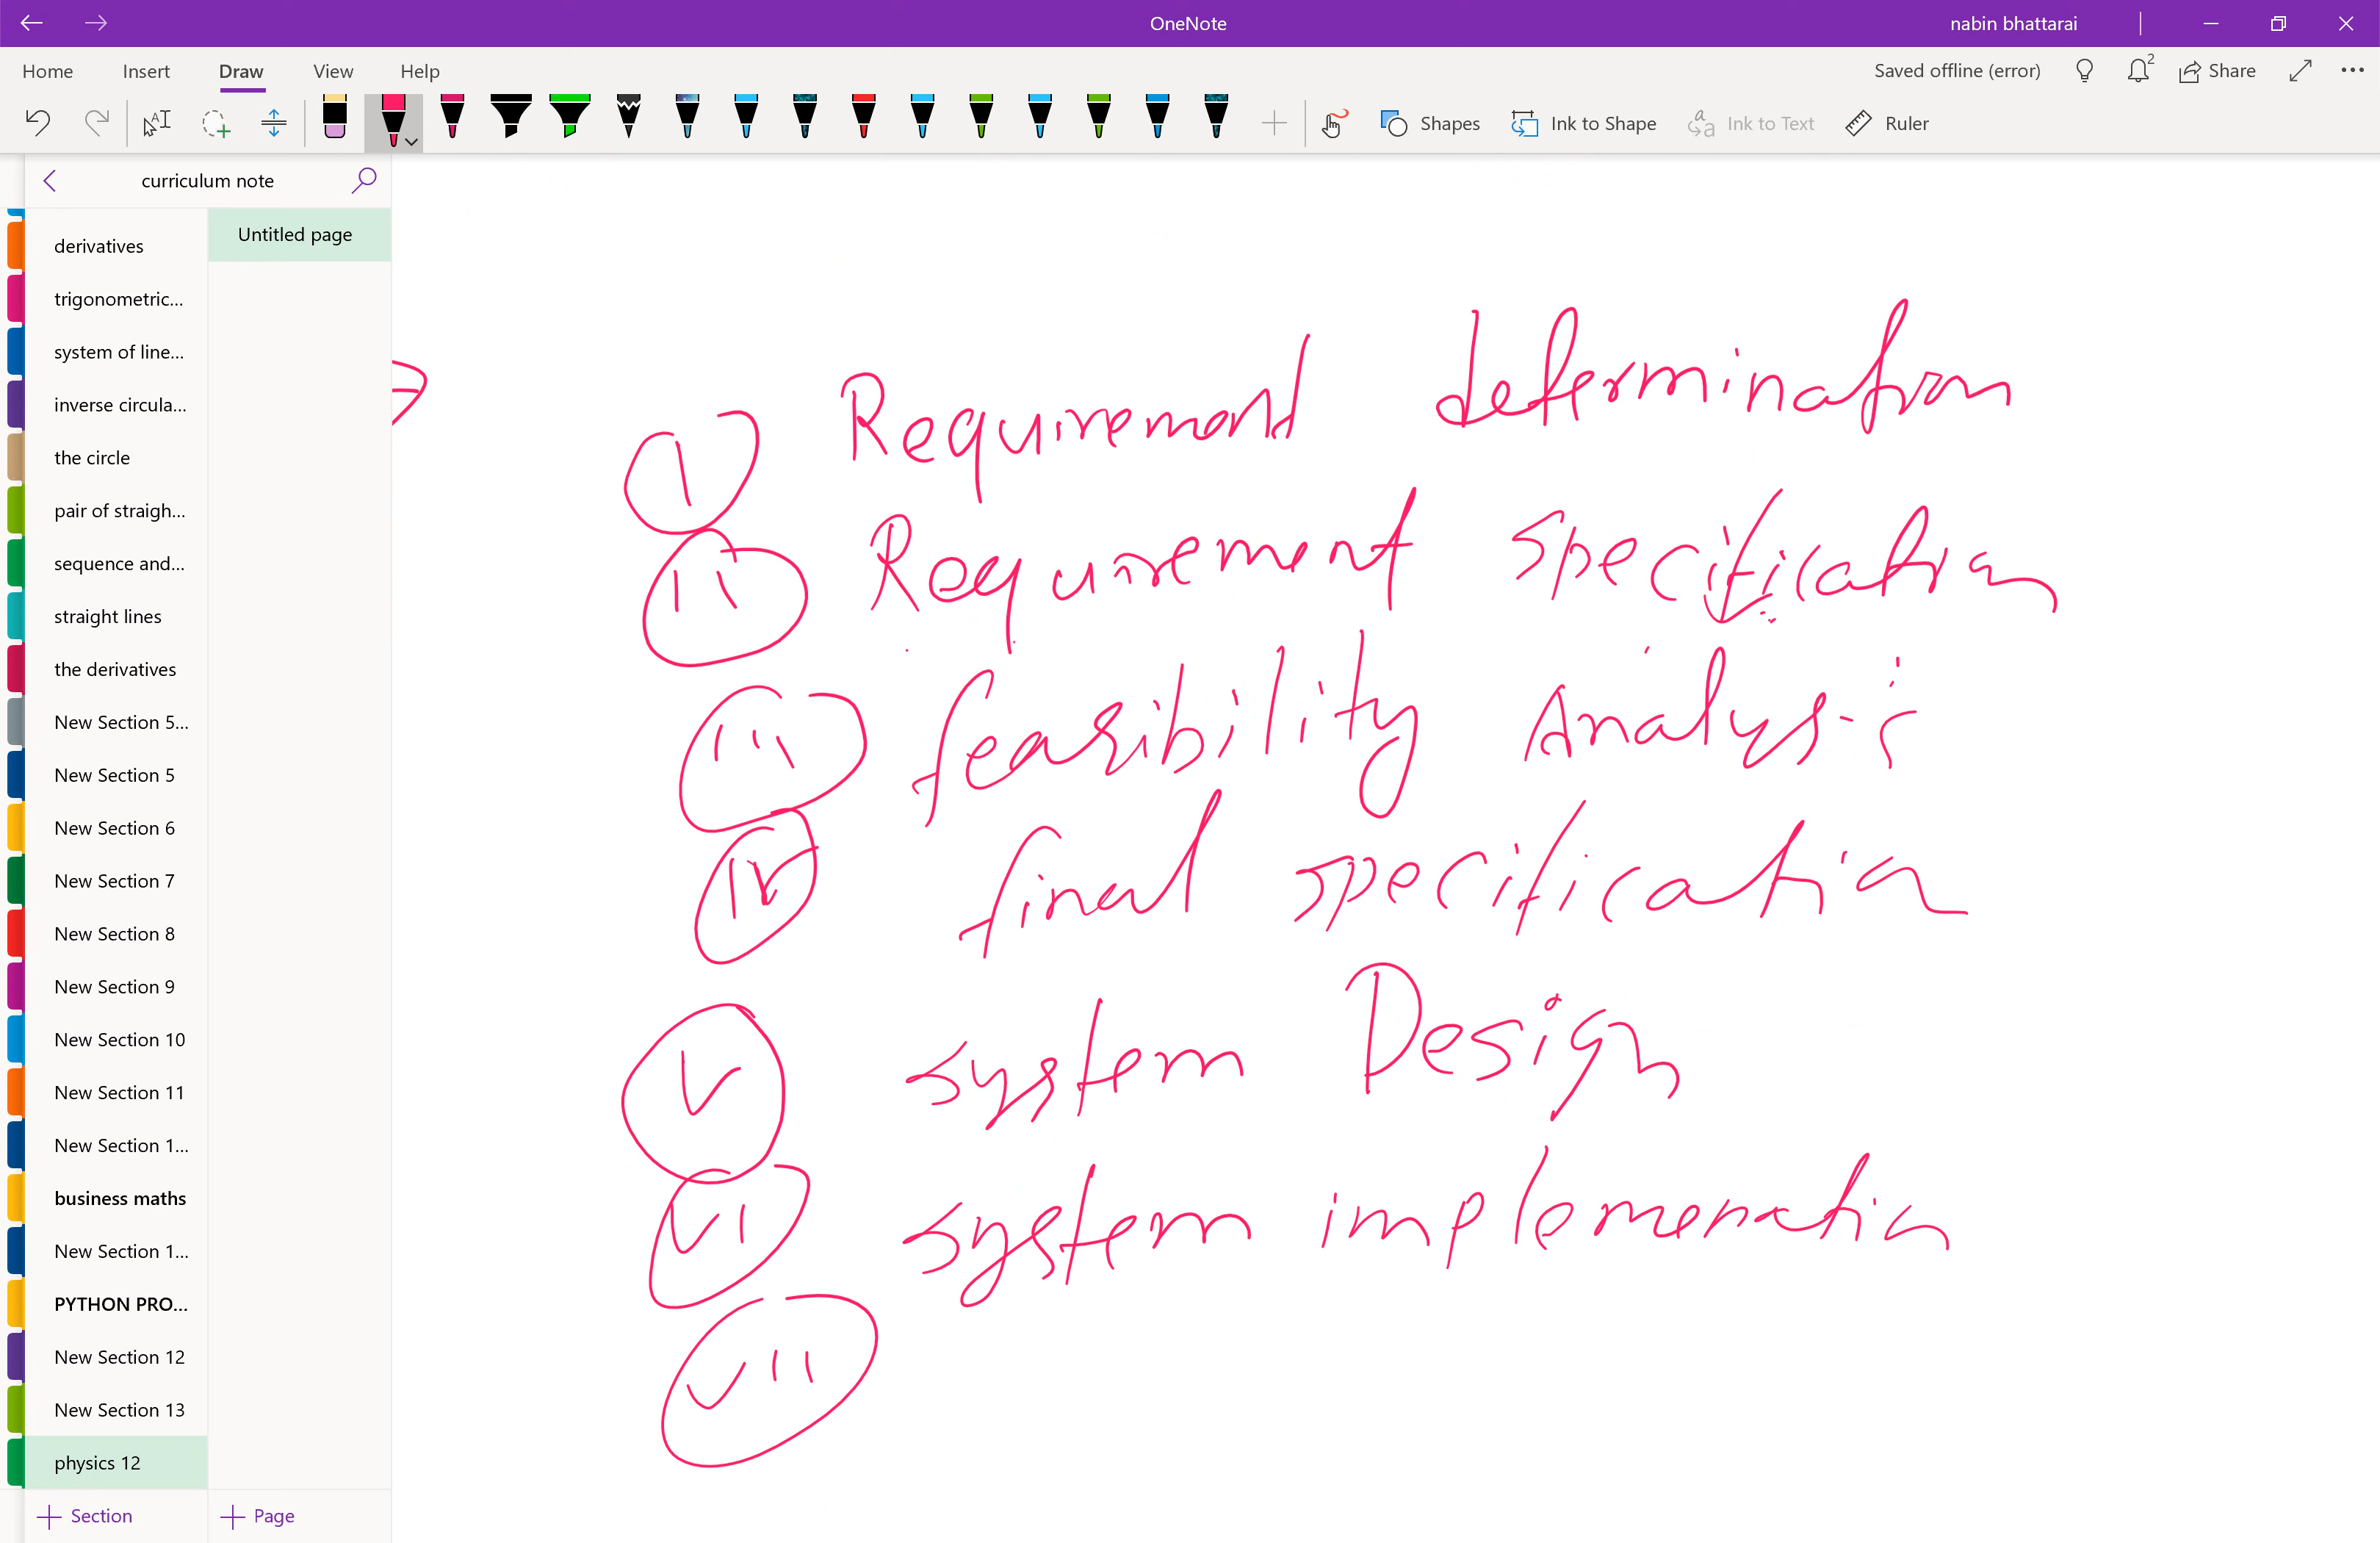 OneNote
nabin bhattarai
Home Insert Draw View Help
Saved offline (error) 2 Share
Shapes Ink to Shape Ink to Text Ruler
curriculum note
Untitled page
derivatives
trigonometric...
system of line...
inverse circula...
the circle
pair of straigh...
sequence and...
straight lines
the derivatives
New Section 5...
New Section 5
New Section 6
New Section 7
New Section 8
New Section 9
New Section 10
New Section 11
New Section 1...
business maths
New Section 1...
PYTHON PRO...
New Section 12
New Section 13
physics 12
Section
Page
I Requirement determination
II Requirement specification
III feasibility Analysis
IV final specification
V system Design
VI system implemenation
VII